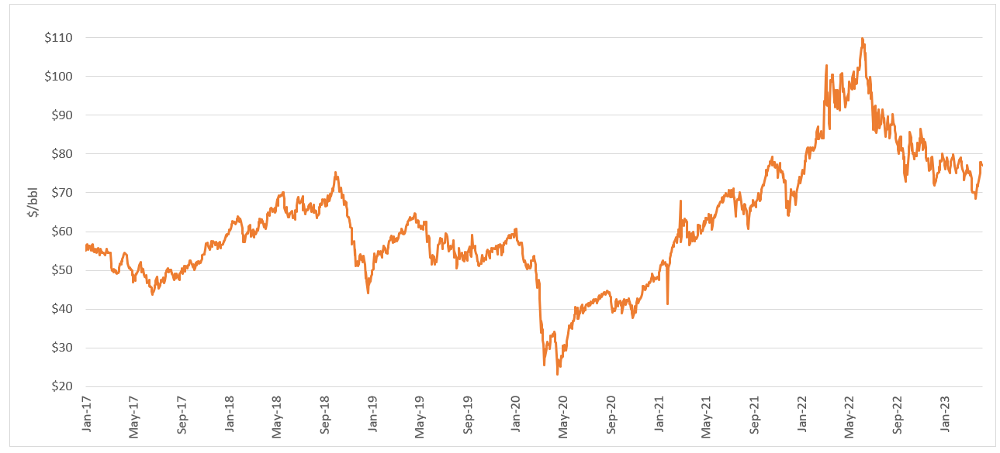 $110
$100
$90
$80
$70
$60
$50
$40
$30
$20
$/bbl
Jan-17
May-17
Sep-17
Jan-18
May-18
Sep-18
Jan-19
May-19
Sep-19
Jan-20
May-20
Sep-20
Jan-21
May-21
Sep-21
Jan-22
May-22
Sep-22
Jan-23